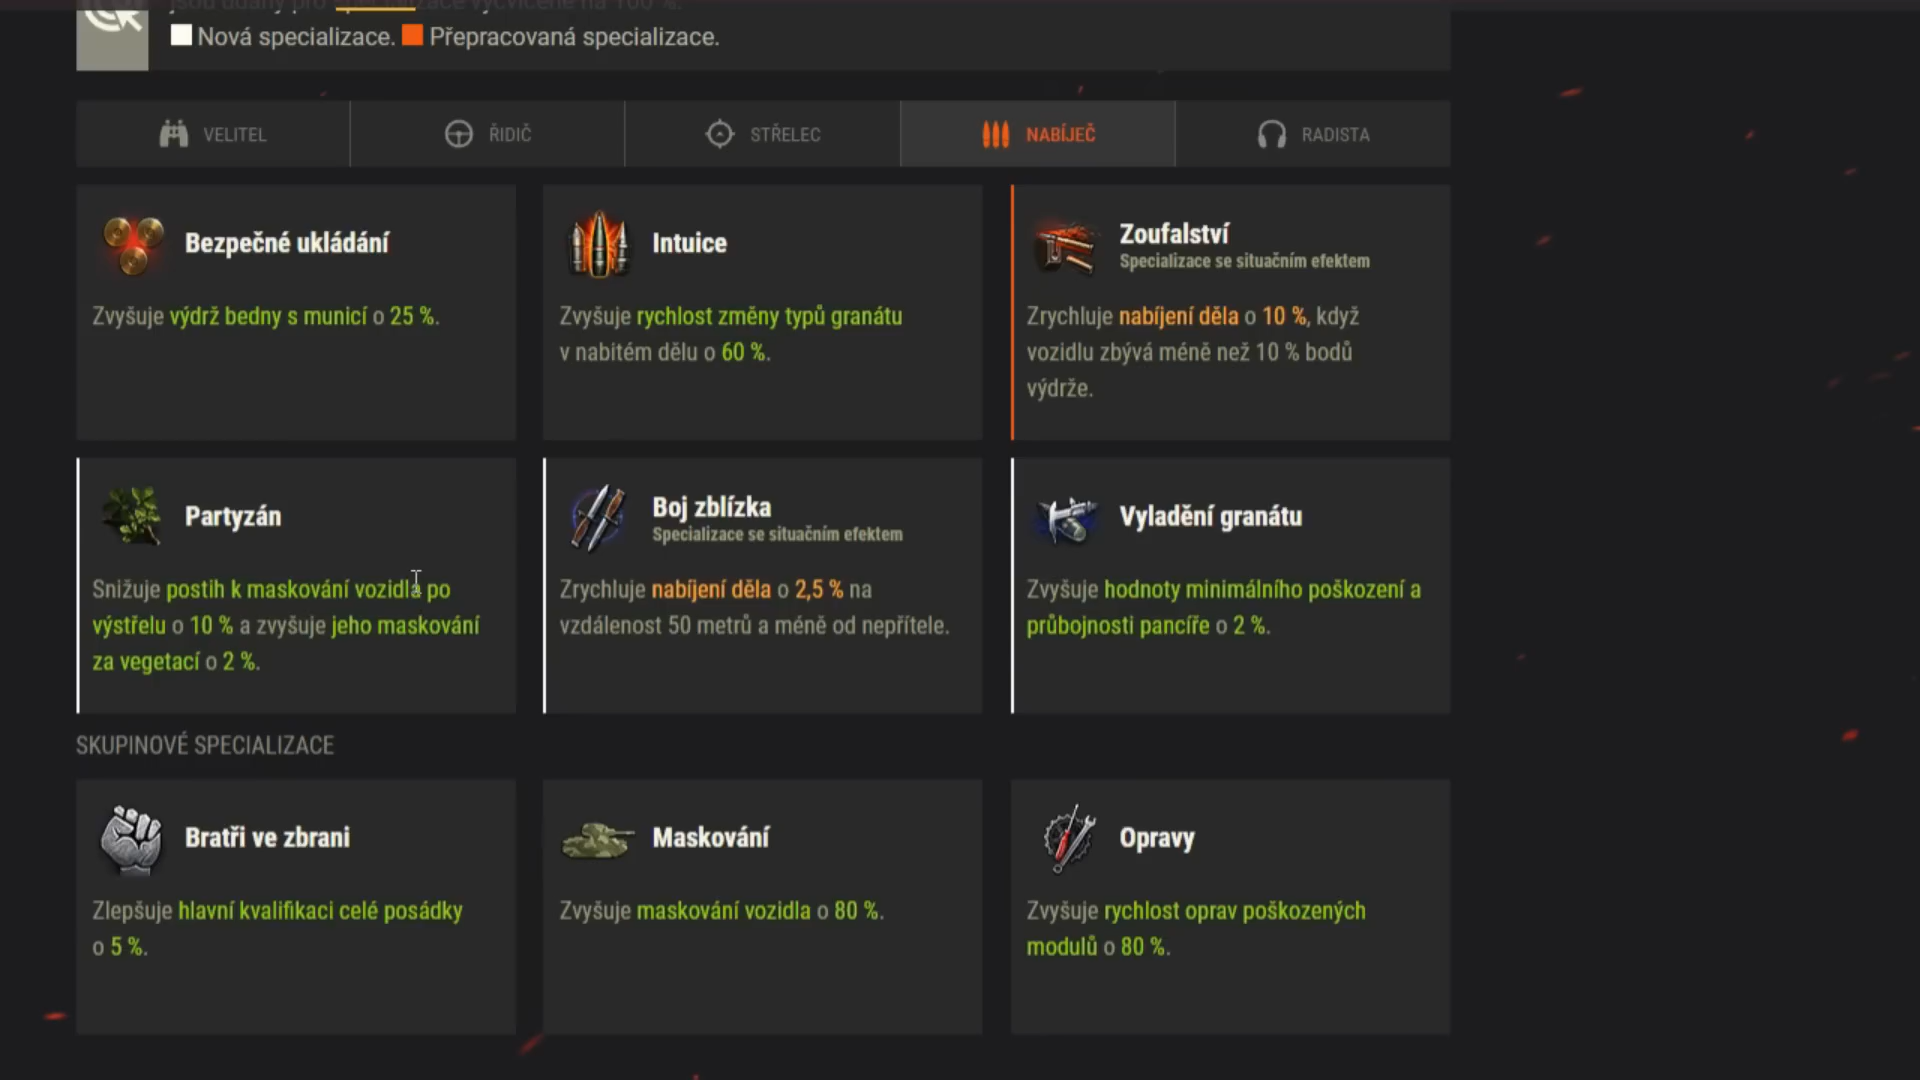 Nová specializace. Přepracovaná specializace.
VELITEL
ŘIDIČ
STŘELEC
NABÍJEČ
RADISTA
Bezpečné ukládání
Zvyšuje výdrž bedny s municí o 25 %.
Intuice
Zvyšuje rychlost změny typů granátu
v nabitém dělu o 60 %.
Zoufalství
Specializace se situačním efektem
Zrychluje nabíjení děla o 10 %, když
vozidlu zbývá méně než 10 % bodů
výdrže.
Partyzán
Snižuje postih k maskování vozidla po
výstřelu o 10 % a zvyšuje jeho maskování
za vegetací o 2 %.
Boj zblízka
Specializace se situačním efektem
Zrychluje nabíjení děla o 2,5 % na
vzdálenost 50 metrů a méně od nepřítele.
Vyladění granátu
Zvyšuje hodnoty minimálního poškození a
průbojnosti pancíře o 2 %.
SKUPINOVÉ SPECIALIZACE
Bratři ve zbrani
Zlepšuje hlavní kvalifikaci celé posádky
o 5 %.
Maskování
Zvyšuje maskování vozidla o 80 %.
Opravy
Zvyšuje rychlost oprav poškozených
modulů o 80 %.